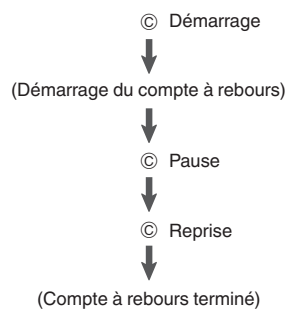 © Démarrage
(Démarrage du compte à rebours)
© Pause
© Reprise
(Compte à rebours terminé)